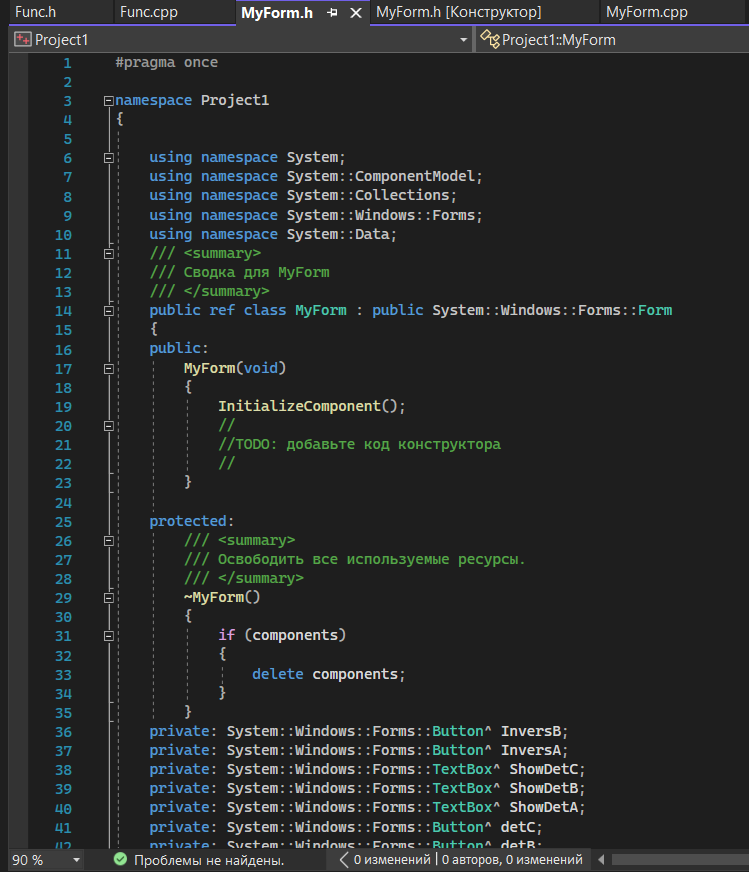 Func.h Func.cpp MyForm.h MyForm.h [Конструктор] MyForm.cpp
Project1 Project1::MyForm
1 #pragma once
2
3 namespace Project1
4 {
5
6 using namespace System;
7 using namespace System::ComponentModel;
8 using namespace System::Collections;
9 using namespace System::Windows::Forms;
10 using namespace System::Data;
11 /// <summary>
12 /// Сводка для MyForm
13 /// </summary>
14 public ref class MyForm : public System::Windows::Forms::Form
15 {
16 public:
17 MyForm(void)
18 {
19 InitializeComponent();
20 //
21 //TODO: добавьте код конструктора
22 //
23 }
24
25 protected:
26 /// <summary>
27 /// Освободить все используемые ресурсы.
28 /// </summary>
29 ~MyForm()
30 {
31 if (components)
32 {
33 delete components;
34 }
35 }
36 private: System::Windows::Forms::Button^ InversB;
37 private: System::Windows::Forms::Button^ InversA;
38 private: System::Windows::Forms::TextBox^ ShowDetC;
39 private: System::Windows::Forms::TextBox^ ShowDetB;
40 private: System::Windows::Forms::TextBox^ ShowDetA;
41 private: System::Windows::Forms::Button^ detC;
42 private: System::Windows::Forms::Button^ detB;
90 % Проблемы не найдены. 0 изменений | 0 авторов, 0 изменений